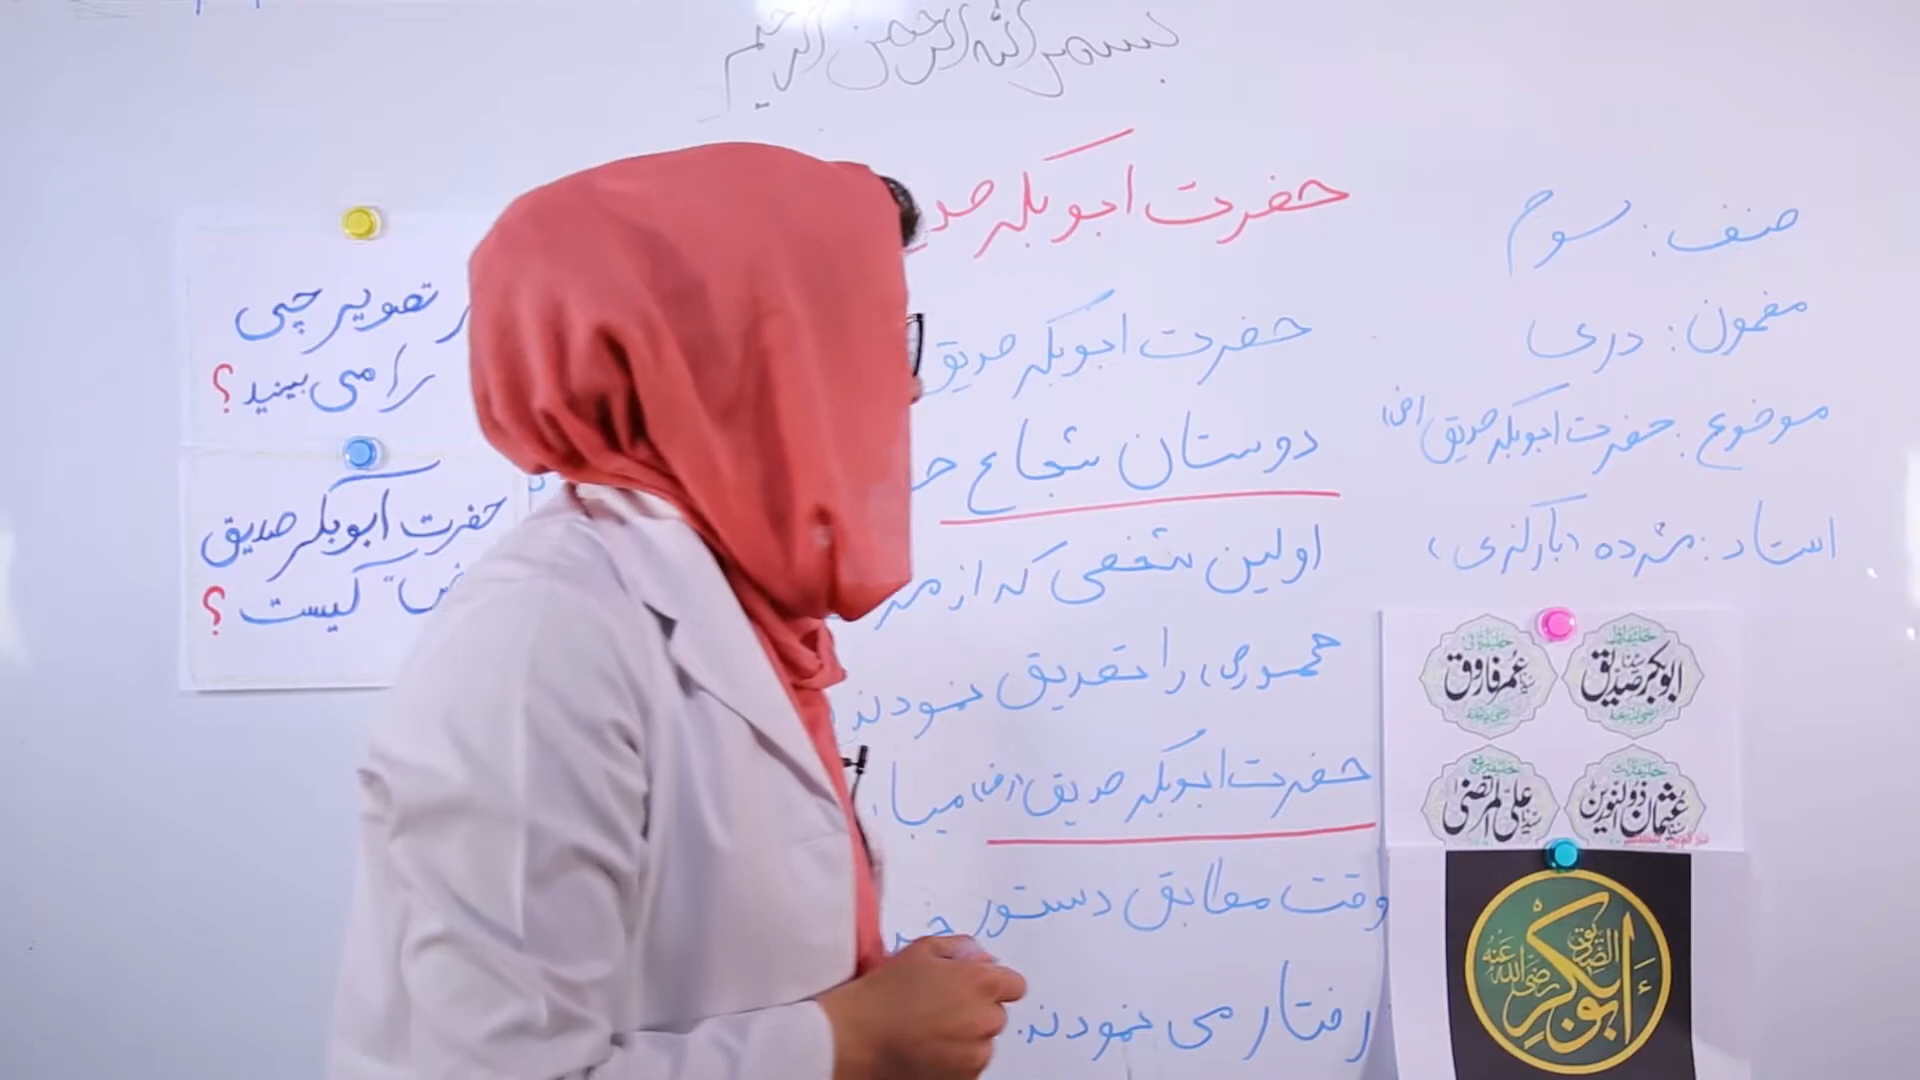 بسم الله الرحمن الرحیم
حضرت ابوبکر صد
حضرت ابوبکر صدیق
دوستان شجاع
اولین شخصی که از
را تصدیق نمودند
حضرت ابوبکر صدیق (رض) میبا
وقت مطابق دستور
رفتار می نمودند.
صنف: سوم
مضمون: دری
موضوع: حضرت ابوبکر صدیق (رض)
استاد: مژده (بارکزی)
ابوبکر صدیق
عمر فاروق
عثمان ذوالنورین
علی المرتضی
أبوبكر الصديق رضي الله عنه
تصویر چی
را می بینید؟
حضرت ابوبکر صدیق
کیست؟